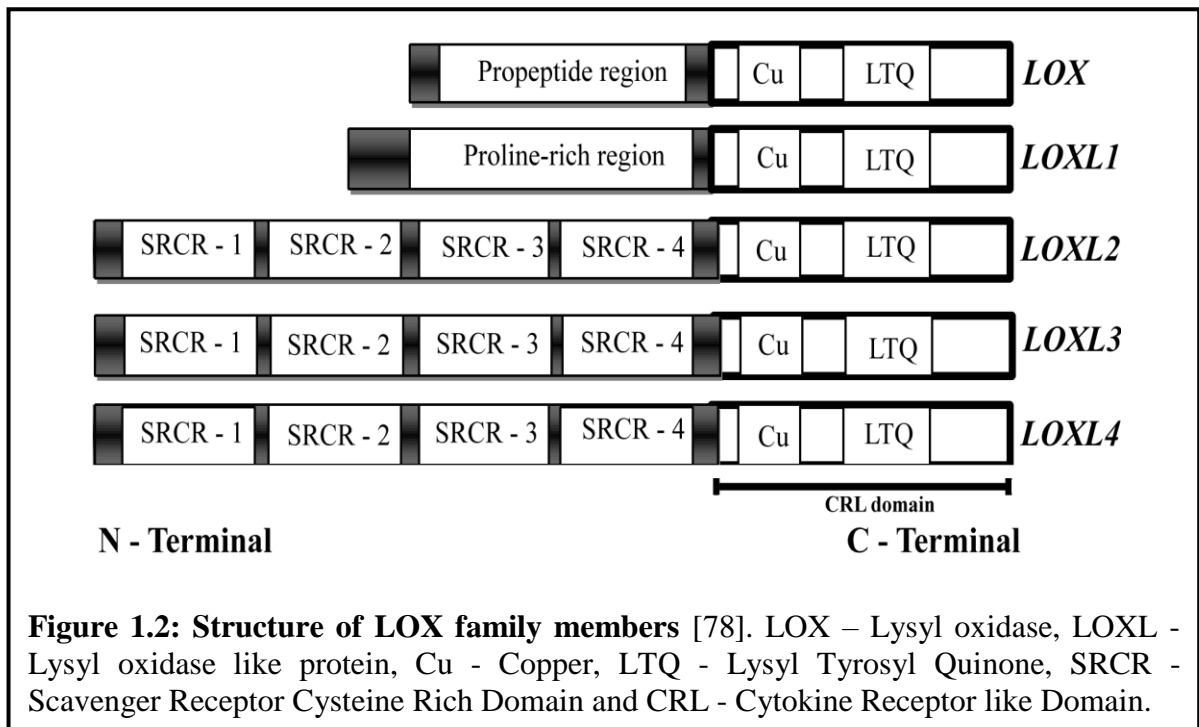 Propeptide region Cu LTQ LOX
Proline-rich region Cu LTQ LOXL1
SRCR - 1 SRCR - 2 SRCR - 3 SRCR - 4 Cu LTQ LOXL2
SRCR - 1 SRCR - 2 SRCR - 3 SRCR - 4 Cu LTQ LOXL3
SRCR - 1 SRCR - 2 SRCR - 3 SRCR - 4 Cu LTQ LOXL4
CRL domain
N - Terminal C - Terminal
Figure 1.2: Structure of LOX family members [78]. LOX – Lysyl oxidase, LOXL -
Lysyl oxidase like protein, Cu - Copper, LTQ - Lysyl Tyrosyl Quinone, SRCR -
Scavenger Receptor Cysteine Rich Domain and CRL - Cytokine Receptor like Domain.